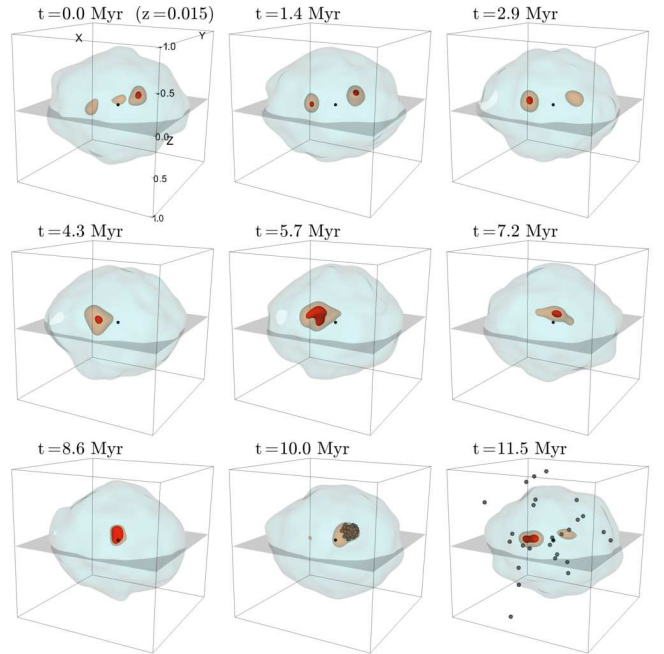 t=0.0 Myr (z=0.015)
t=1.4 Myr
t=2.9 Myr
X
Y
-1.0
-0.5
0.0
Z
0.5
1.0
t=4.3 Myr
t=5.7 Myr
t=7.2 Myr
t=8.6 Myr
t=10.0 Myr
t=11.5 Myr